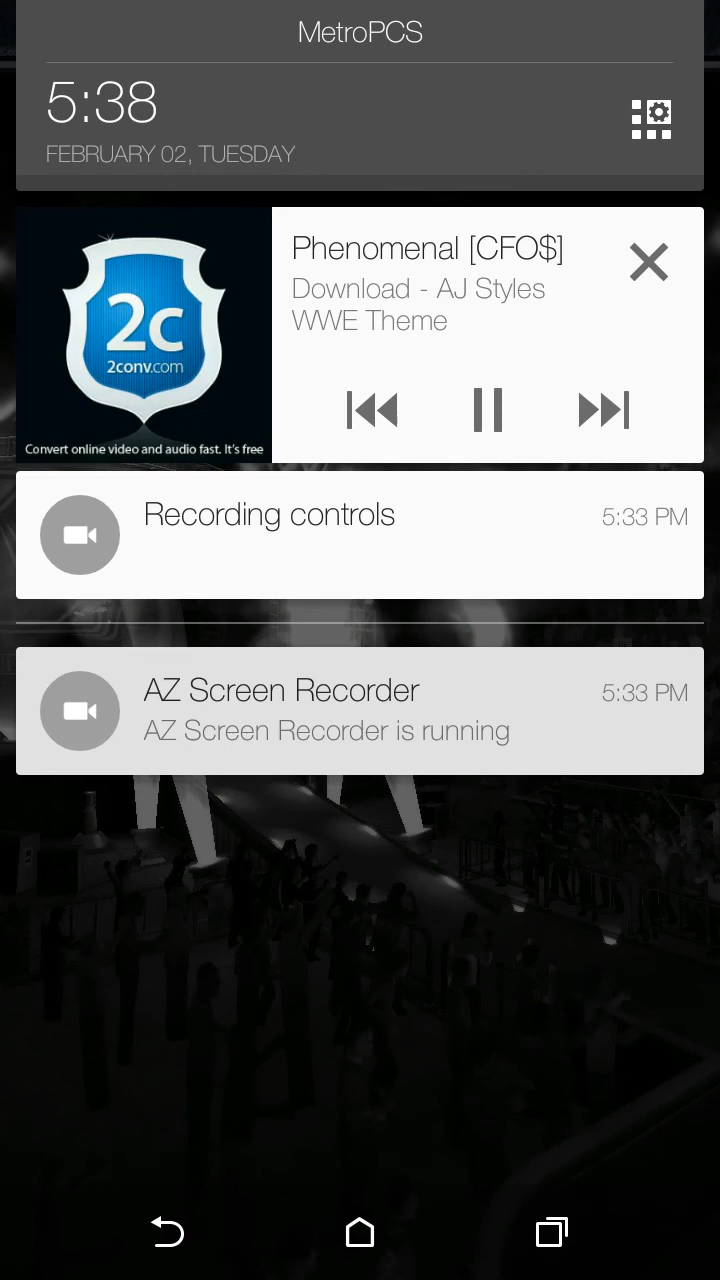 MetroPCS
5:38
FEBRUARY 02, TUESDAY
2c
2conv.com
Convert online video and audio fast. It's free
Phenomenal [CFO$]
Download - AJ Styles
WWE Theme
Recording controls
5:33 PM
AZ Screen Recorder
5:33 PM
AZ Screen Recorder is running